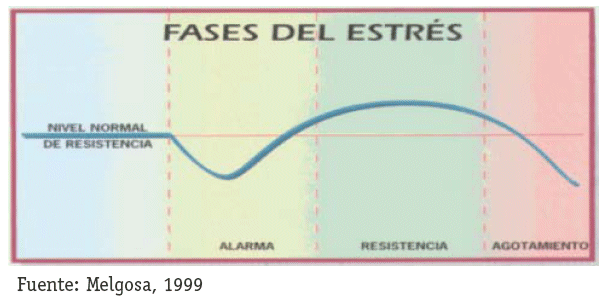 FASES DEL ESTRÉS
NIVEL NORMAL
DE RESISTENCIA
ALARMA
RESISTENCIA
AGOTAMIENTO
Fuente: Melgosa, 1999